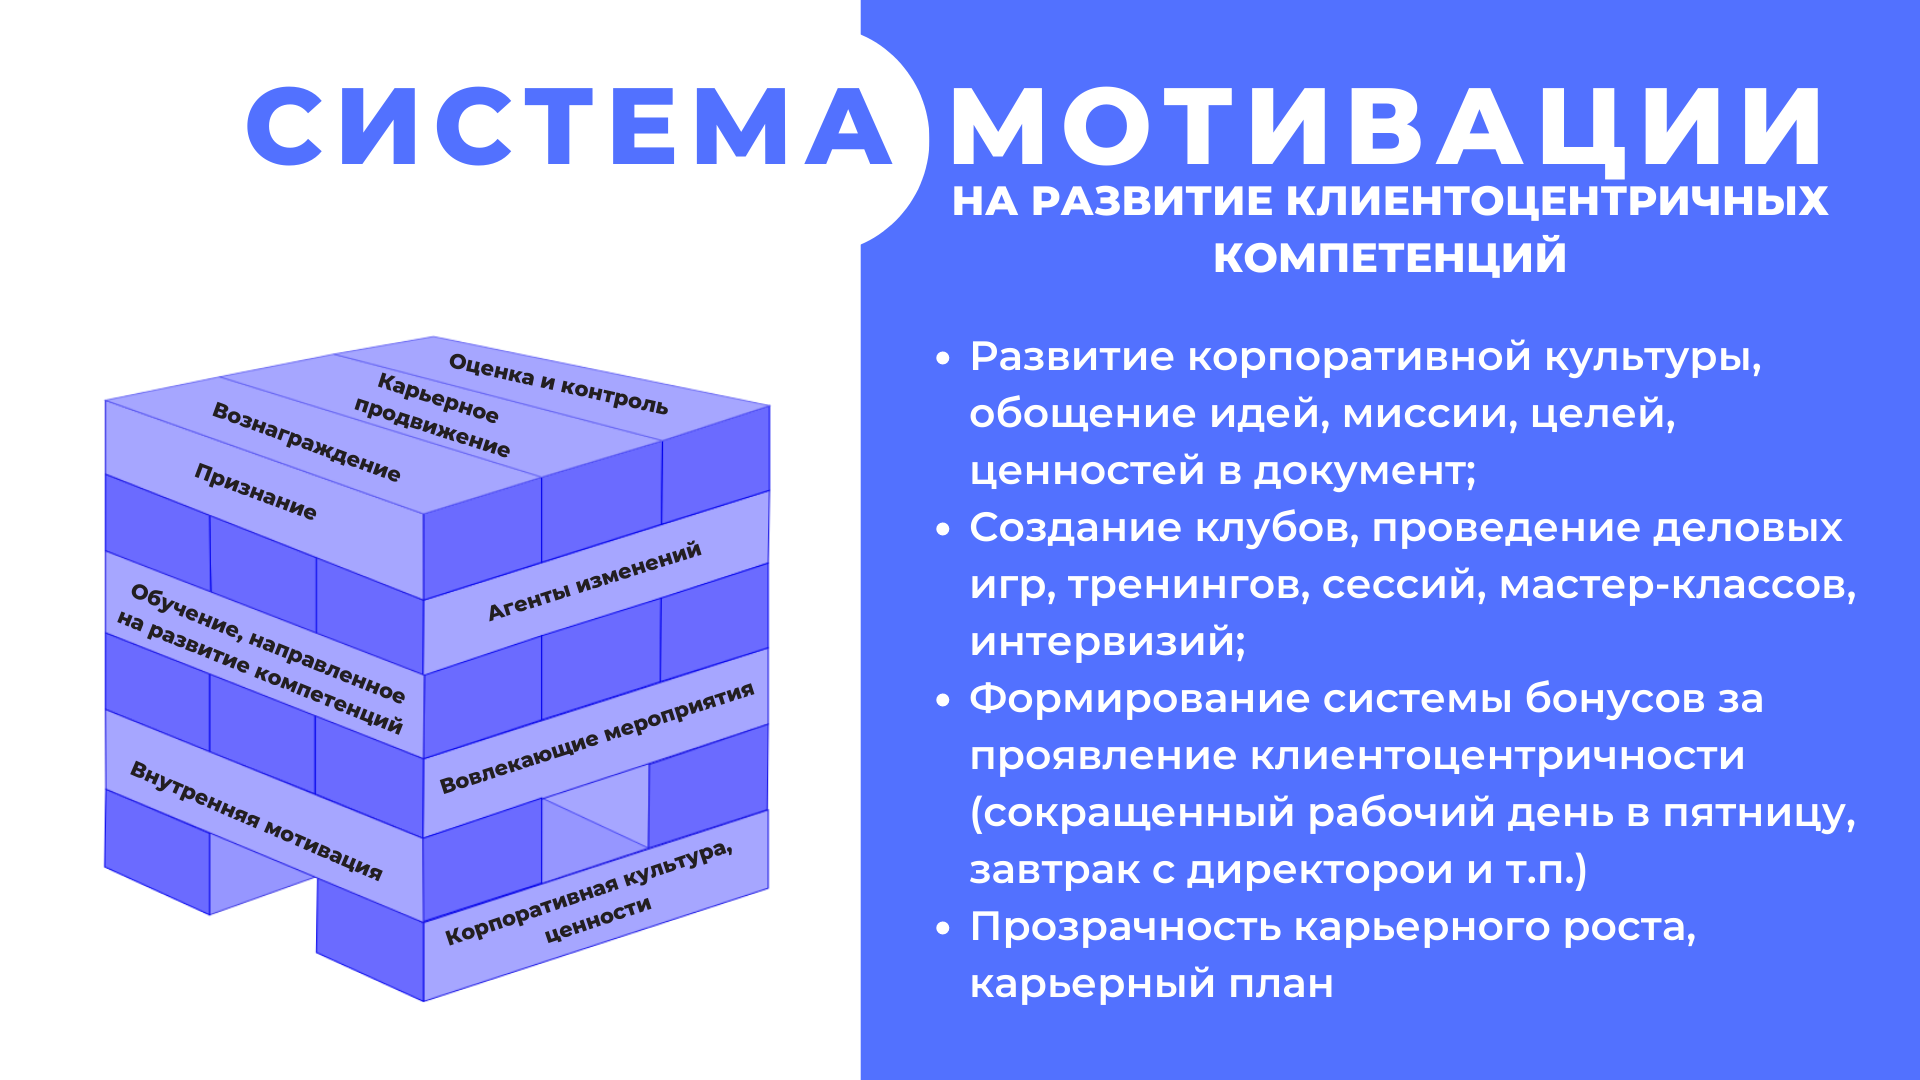 СИСТЕМА МОТИВАЦИИ
НА РАЗВИТИЕ КЛИЕНТОЦЕНТРИЧНЫХ
КОМПЕТЕНЦИЙ
Оценка и контроль
Карьерное
продвижение
Вознаграждение
Признание
Агенты изменений
Обучение, направленное
на развитие компетенций
Вовлекающие мероприятия
Внутренняя мотивация
Корпоративная культура,
ценности
• Развитие корпоративной культуры,
обощение идей, миссии, целей,
ценностей в документ;
• Создание клубов, проведение деловых
игр, тренингов, сессий, мастер-классов,
интервизий;
• Формирование системы бонусов за
проявление клиентоцентричности
(сокращенный рабочий день в пятницу,
завтрак с директорои и т.п.)
• Прозрачность карьерного роста,
карьерный план